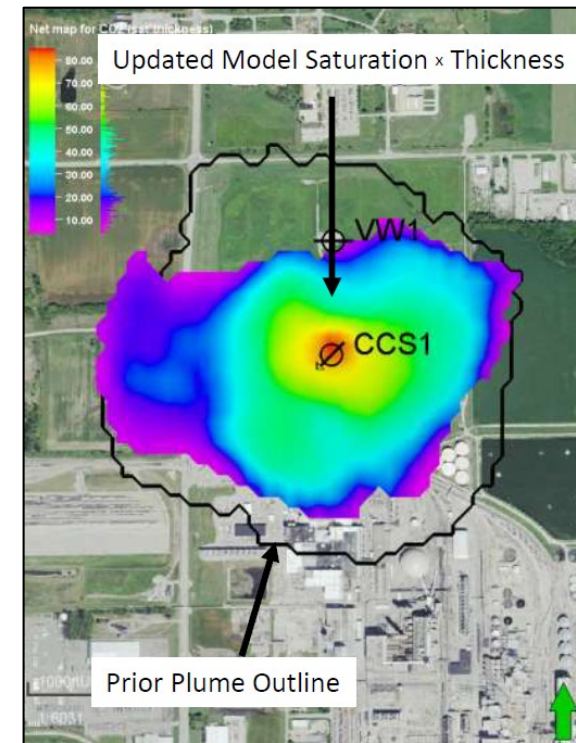 Net map for CO2 (sat thickness)
Updated Model Saturation x Thickness
80.00
70.00
60.00
50.00
40.00
30.00
20.00
10.00
VW1
CCS1
Prior Plume Outline